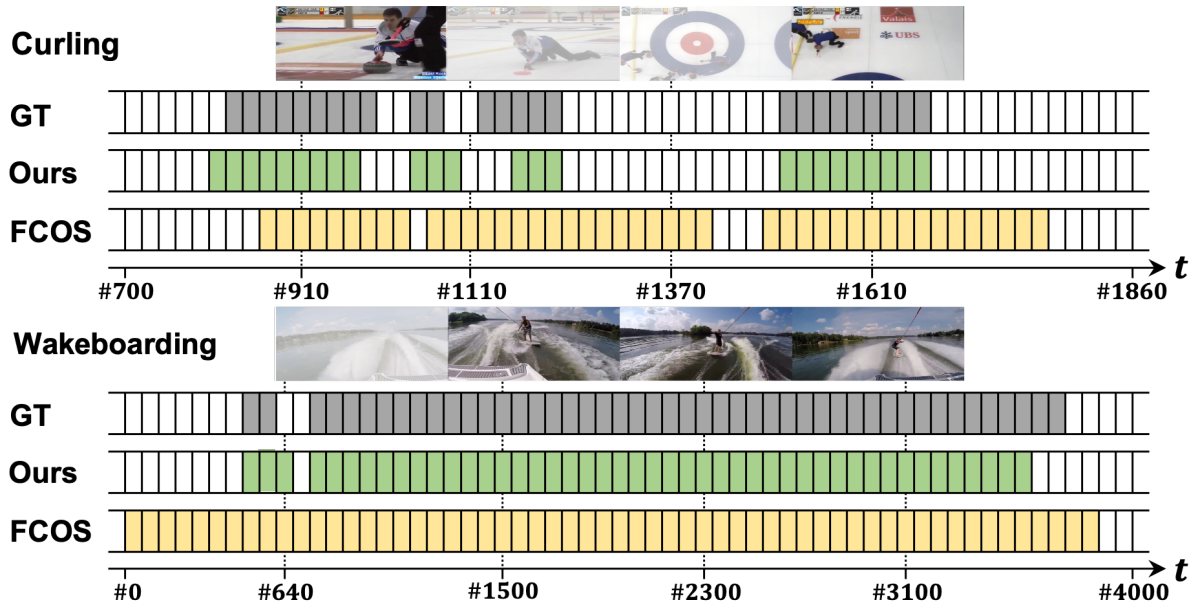 Curling
Valais
UBS
GT
Ours
FCOS
t
#700 #910 #1110 #1370 #1610 #1860
Wakeboarding
GT
Ours
FCOS
t
#0 #640 #1500 #2300 #3100 #4000